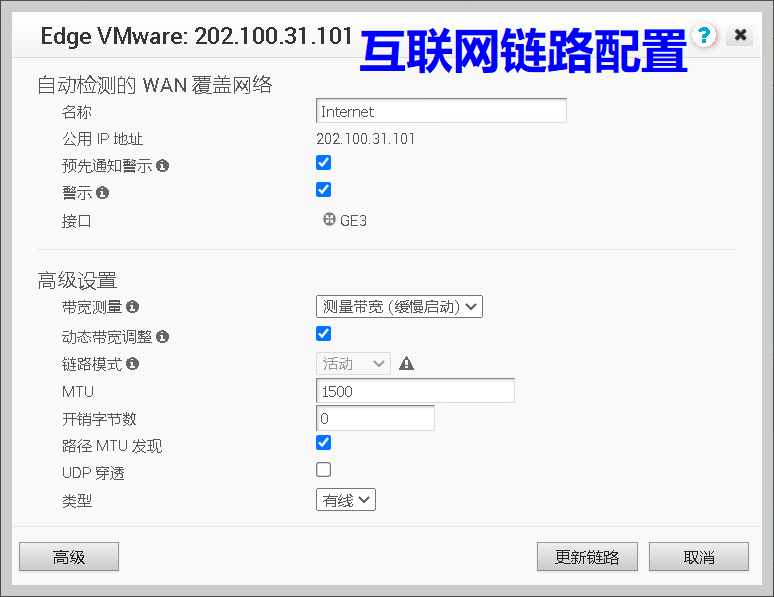 Edge VMware: 202.100.31.101 互联网链路配置 ?
自动检测的 WAN 覆盖网络
名称 Internet
公用 IP 地址 202.100.31.101
预先通知警示
警示
接口 GE3
高级设置
带宽测量 测量带宽 (缓慢启动)
动态带宽调整
链路模式 活动
MTU 1500
开销字节数 0
路径 MTU 发现
UDP 穿透
类型 有线
高级 更新链路 取消